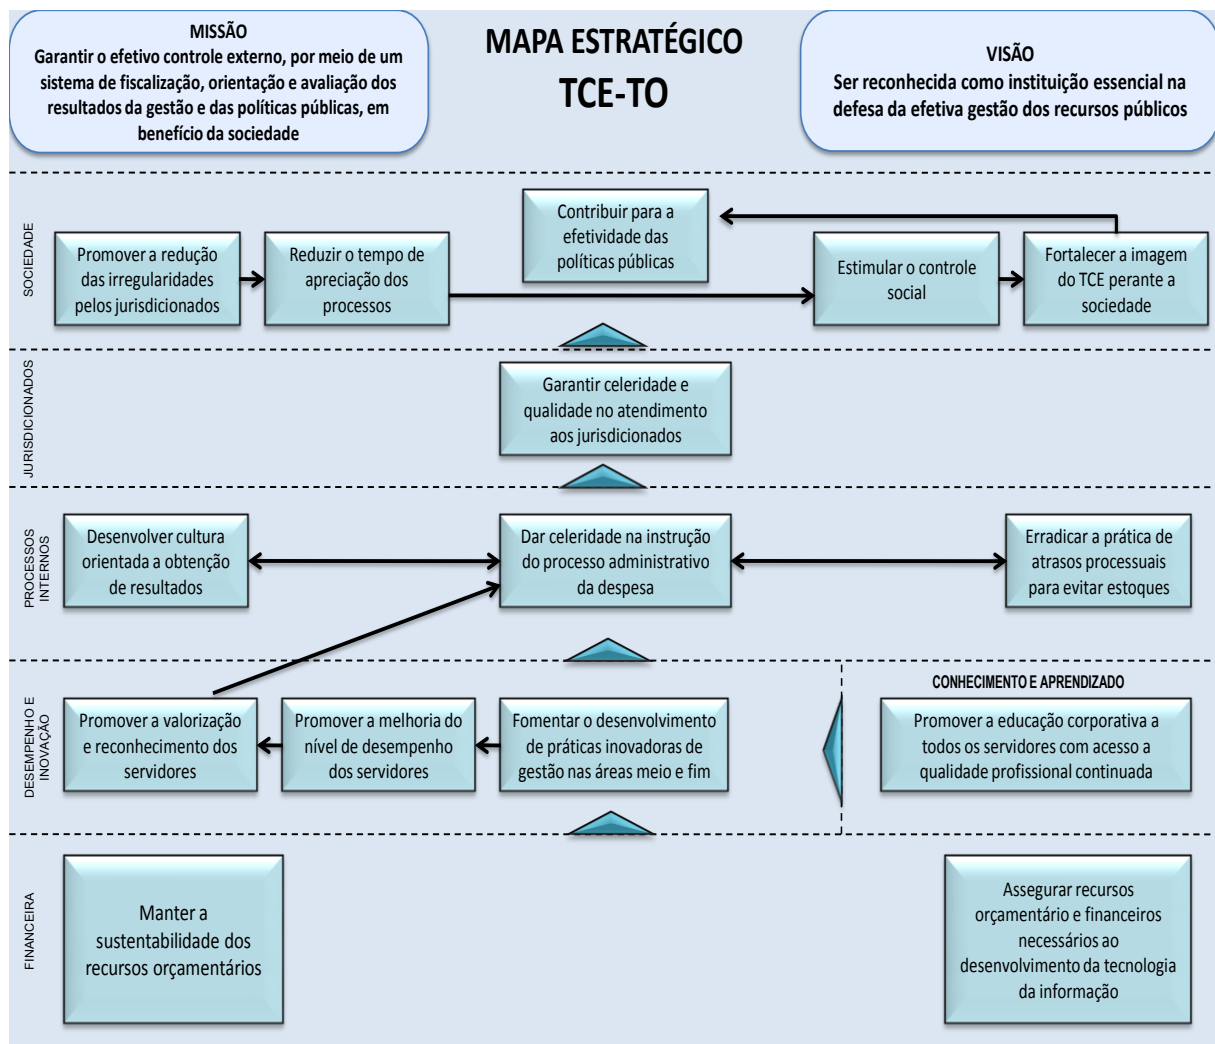 MISSÃO
Garantir o efetivo controle externo, por meio de um
sistema de fiscalização, orientação e avaliação dos
resultados da gestão e das políticas públicas, em
benefício da sociedade
MAPA ESTRATÉGICO
TCE-TO
VISÃO
Ser reconhecida como instituição essencial na
defesa da efetiva gestão dos recursos públicos
SOCIEDADE
Promover a redução
das irregularidades
pelos jurisdicionados
Reduzir o tempo de
apreciação dos
processos
Contribuir para a
efetividade das
políticas públicas
Estimular o controle
social
Fortalecer a imagem
do TCE perante a
sociedade
JURISDICIONADOS
Garantir celeridade e
qualidade no atendimento
aos jurisdicionados
PROCESSOS
INTERNOS
Desenvolver cultura
orientada a obtenção
de resultados
Dar celeridade na instrução
do processo administrativo
da despesa
Erradicar a prática de
atrasos processuais
para evitar estoques
DESEMPENHO E
INOVAÇÃO
Promover a valorização
e reconhecimento dos
servidores
Promover a melhoria do
nível de desempenho
dos servidores
Fomentar o desenvolvimento
de práticas inovadoras de
gestão nas áreas meio e fim
CONHECIMENTO E APRENDIZADO
Promover a educação corporativa a
todos os servidores com acesso a
qualidade profissional continuada
FINANCEIRA
Manter a
sustentabilidade dos
recursos orçamentários
Assegurar recursos
orçamentário e financeiros
necessários ao
desenvolvimento da tecnologia
da informação